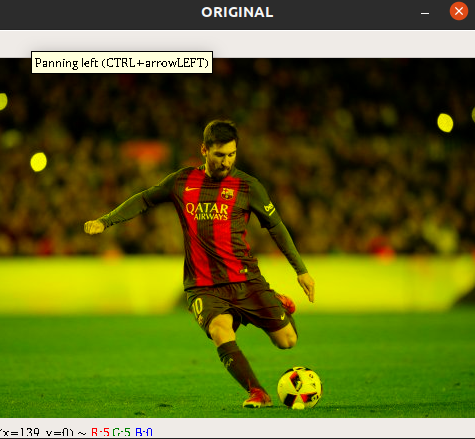 ORIGINAL
Panning left (CTRL+arrowLEFT)
QATAR
AIRWAYS
10
(x=139, y=0) ~ R:5 G:5 B:0